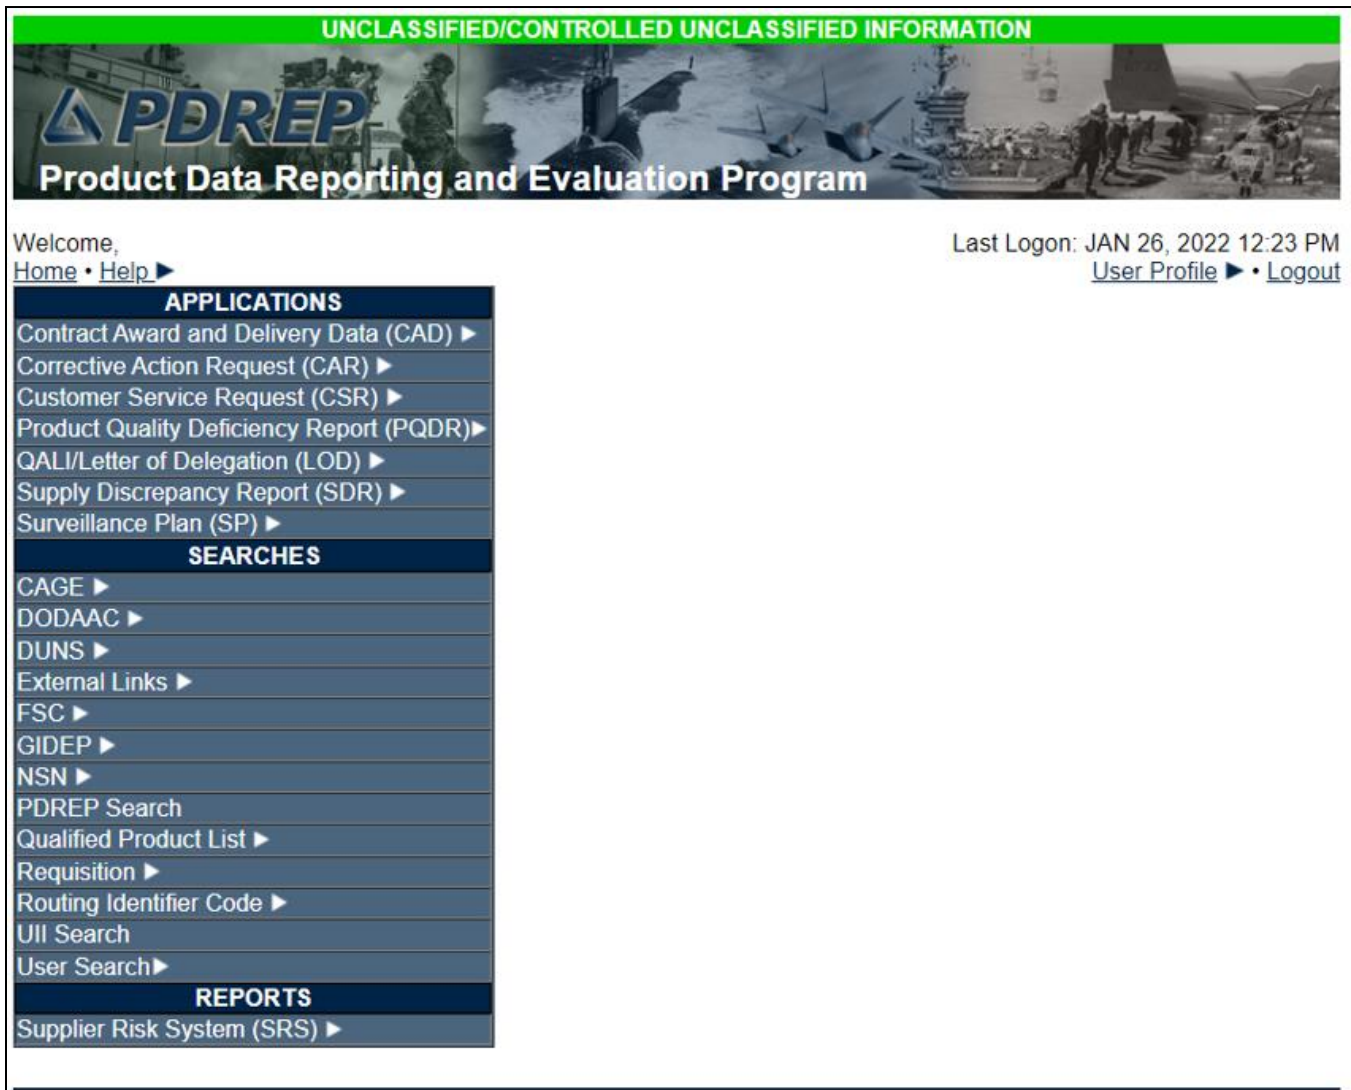 UNCLASSIFIED/CONTROLLED UNCLASSIFIED INFORMATION
PDREP
Product Data Reporting and Evaluation Program
Welcome,
Last Logon: JAN 26, 2022 12:23 PM
Home • Help ▶
User Profile ▶ • Logout
APPLICATIONS
Contract Award and Delivery Data (CAD) ▶
Corrective Action Request (CAR) ▶
Customer Service Request (CSR) ▶
Product Quality Deficiency Report (PQDR)▶
QALI/Letter of Delegation (LOD) ▶
Supply Discrepancy Report (SDR) ▶
Surveillance Plan (SP) ▶
SEARCHES
CAGE ▶
DODAAC ▶
DUNS ▶
External Links ▶
FSC ▶
GIDEP ▶
NSN ▶
PDREP Search
Qualified Product List ▶
Requisition ▶
Routing Identifier Code ▶
UII Search
User Search▶
REPORTS
Supplier Risk System (SRS) ▶